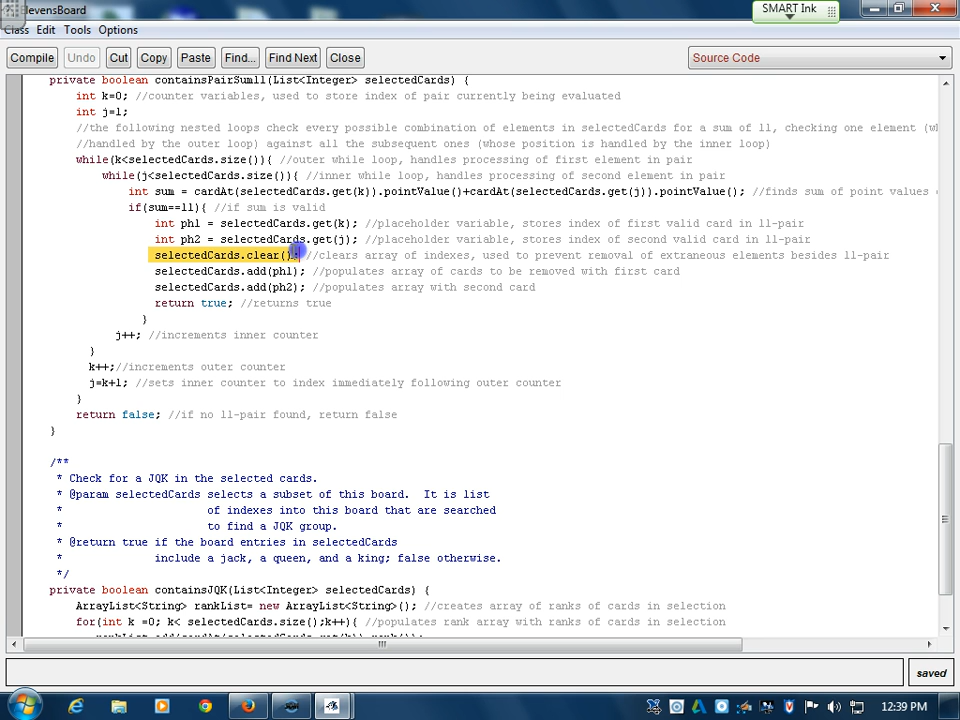 ElevensBoard
SMART Ink
Class Edit Tools Options
Compile Undo Cut Copy Paste Find... Find Next Close Source Code
private boolean containsPairSum11(List<Integer> selectedCards) {
int k=0; //counter variables, used to store index of pair currently being evaluated
int j=1;
//the following nested loops check every possible combination of elements in selectedCards for a sum of 11, checking one element (wh
//handled by the outer loop) against all the subsequent ones (whose position is handled by the inner loop)
while(k<selectedCards.size()){ //outer while loop, handles processing of first element in pair
while(j<selectedCards.size()){ //inner while loop, handles processing of second element in pair
int sum = cardAt(selectedCards.get(k)).pointValue()+cardAt(selectedCards.get(j)).pointValue(); //finds sum of point values
if(sum==11){ //if sum is valid
int ph1 = selectedCards.get(k); //placeholder variable, stores index of first valid card in 11-pair
int ph2 = selectedCards.get(j); //placeholder variable, stores index of second valid card in 11-pair
selectedCards.clear(); //clears array of indexes, used to prevent removal of extraneous elements besides 11-pair
selectedCards.add(ph1); //populates array of cards to be removed with first card
selectedCards.add(ph2); //populates array with second card
return true; //returns true
}
j++; //increments inner counter
}
k++;//increments outer counter
j=k+1; //sets inner counter to index immediately following outer counter
}
return false; //if no 11-pair found, return false
}
/**
* Check for a JQK in the selected cards.
* @param selectedCards selects a subset of this board.  It is list
* of indexes into this board that are searched
* to find a JQK group.
* @return true if the board entries in selectedCards
* include a jack, a queen, and a king; false otherwise.
*/
private boolean containsJQK(List<Integer> selectedCards) {
ArrayList<String> rankList= new ArrayList<String>(); //creates array of ranks of cards in selection
for(int k =0; k< selectedCards.size();k++){ //populates rank array with ranks of cards in selection
rankList.add(cardAt(selectedCards.get(k)).rank());
saved
12:39 PM